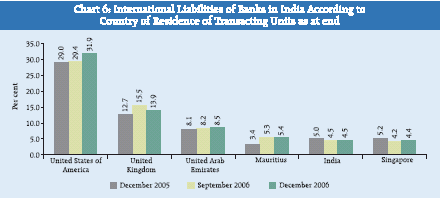 Chart 6: International Liabilities of Banks in India According to
Country of Residence of Transacting Units as at end
Per cent
35.0
30.0
25.0
20.0
15.0
10.0
5.0
0.0
29.0 29.4 31.9
12.7 15.5 13.9
8.1 8.2 8.5
3.4 5.3 5.4
5.0 4.5 4.5
5.2 4.2 4.4
United States of
America
United
Kingdom
United Arab
Emirates
Mauritius
India
Singapore
December 2005 September 2006 December 2006